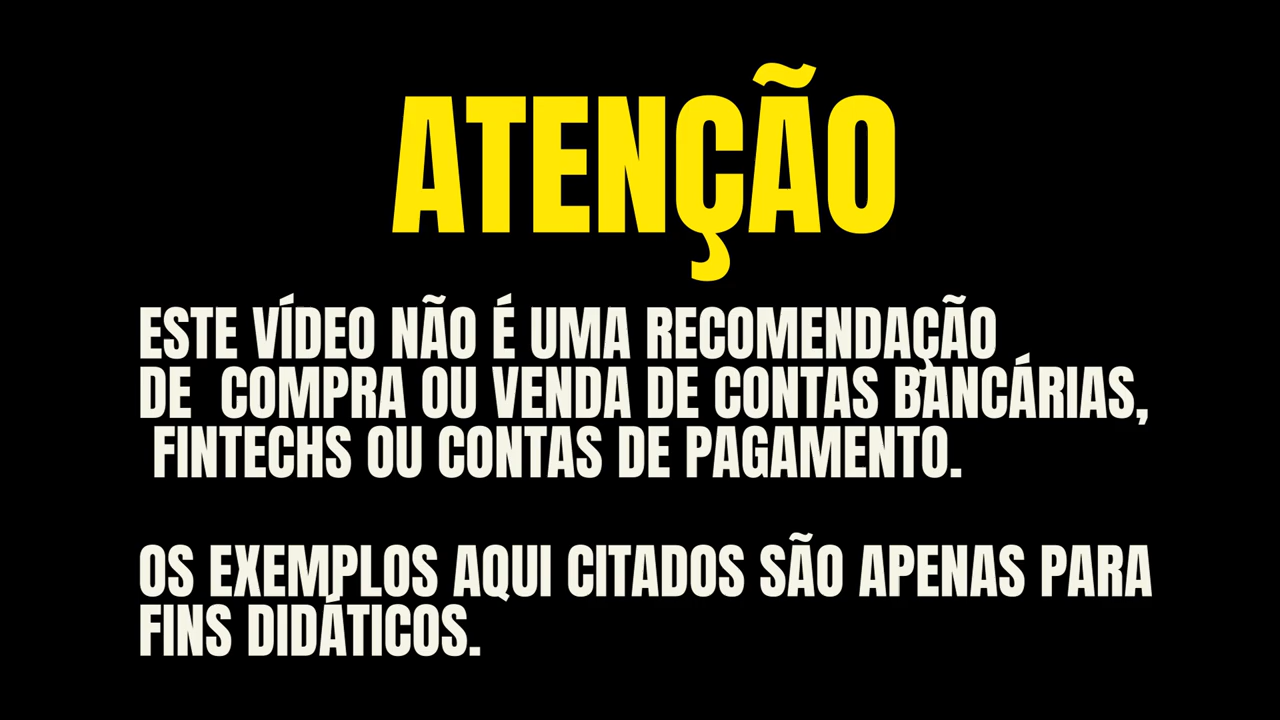 ATENÇÃO
ESTE VÍDEO NÃO É UMA RECOMENDAÇÃO
DE COMPRA OU VENDA DE CONTAS BANCÁRIAS,
FINTECHS OU CONTAS DE PAGAMENTO.
OS EXEMPLOS AQUI CITADOS SÃO APENAS PARA
FINS DIDÁTICOS.